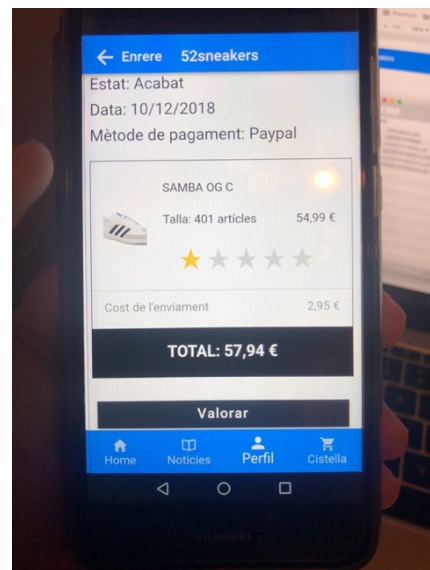 ← Enrere 52sneakers
Estat: Acabat
Data: 10/12/2018
Mètode de pagament: Paypal
SAMBA OG C
Talla: 401 artícles 54,99 €
Cost de l'enviament 2,95 €
TOTAL: 57,94 €
Valorar
Home Noticies Perfil Cistella
HUAWEI